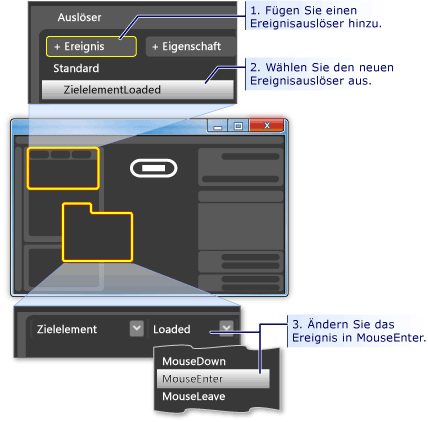 Auslöser
1. Fügen Sie einen
Ereignisauslöser hinzu.
+ Ereignis
+ Eigenschaft
Standard
2. Wählen Sie den neuen
Ereignisauslöser aus.
ZielelementLoaded
Zielelement
Loaded
3. Ändern Sie das
Ereignis in MouseEnter.
MouseDown
MouseEnter
MouseLeave